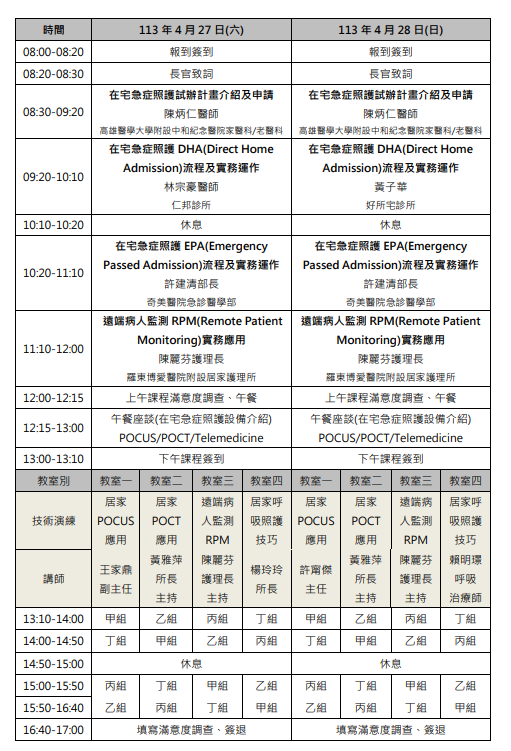 時間 113 年 4 月 27 日(六) 113 年 4 月 28 日(日)
08:00-08:20 報到簽到 報到簽到
08:20-08:30 長官致詞 長官致詞
08:30-09:20
在宅急症照護試辦計畫介紹及申請
陳炳仁醫師
高雄醫學大學附設中和紀念醫院家醫科/老醫科
在宅急症照護試辦計畫介紹及申請
陳炳仁醫師
高雄醫學大學附設中和紀念醫院家醫科/老醫科
09:20-10:10
在宅急症照護 DHA(Direct Home
Admission)流程及實務運作
林宗豪醫師
仁邦診所
在宅急症照護 DHA(Direct Home
Admission)流程及實務運作
黃子華
好所宅診所
10:10-10:20 休息 休息
10:20-11:10
在宅急症照護 EPA(Emergency
Passed Admission)流程及實務運作
許建清部長
奇美醫院急診醫學部
在宅急症照護 EPA(Emergency
Passed Admission)流程及實務運作
許建清部長
奇美醫院急診醫學部
11:10-12:00
遠端病人監測 RPM(Remote Patient
Monitoring)實務應用
陳麗芬護理長
羅東博愛醫院附設居家護理所
遠端病人監測 RPM(Remote Patient
Monitoring)實務應用
陳麗芬護理長
羅東博愛醫院附設居家護理所
12:00-12:15 上午課程滿意度調查、午餐 上午課程滿意度調查、午餐
12:15-13:00
午餐座談(在宅急症照護設備介紹)
POCUS/POCT/Telemedicine
午餐座談(在宅急症照護設備介紹)
POCUS/POCT/Telemedicine
13:00-13:10 下午課程簽到 下午課程簽到
教室別 教室一 教室二 教室三 教室四 教室一 教室二 教室三 教室四
技術演練
居家
POCUS
應用
居家
POCT
應用
遠端病
人監測
RPM
居家呼
吸照護
技巧
居家
POCUS
應用
居家
POCT
應用
遠端病
人監測
RPM
居家呼
吸照護
技巧
講師
王家鼎
副主任
黃雅萍
所長
主持
陳麗芬
護理長
主持
楊玲玲
所長
許甯傑
主任
黃雅萍
所長
主持
陳麗芬
護理長
主持
賴明環
呼吸
治療師
13:10-14:00 甲組 乙組 丙組 丁組 甲組 乙組 丙組 丁組
14:00-14:50 丁組 甲組 乙組 丙組 丁組 甲組 乙組 丙組
14:50-15:00 休息 休息
15:00-15:50 丙組 丁組 甲組 乙組 丙組 丁組 甲組 乙組
15:50-16:40 乙組 丙組 丁組 甲組 乙組 丙組 丁組 甲組
16:40-17:00 填寫滿意度調查、簽退 填寫滿意度調查、簽退